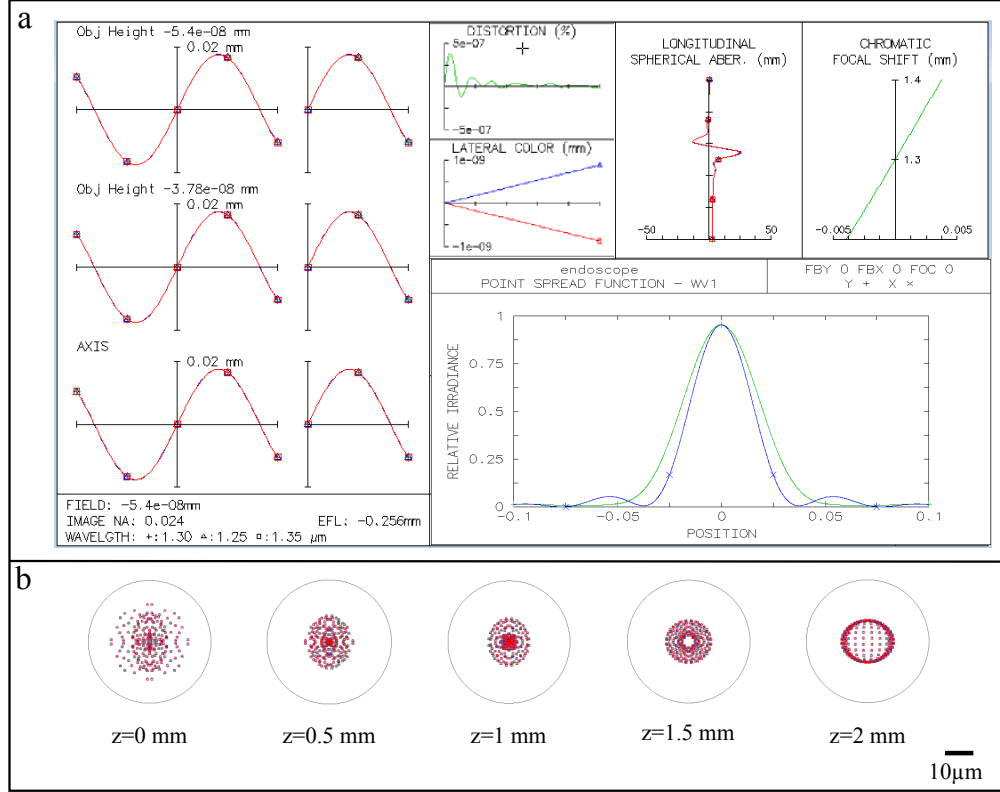 a
Obj Height -5.4e-08 mm
0.02 mm
Obj Height -3.78e-08 mm
0.02 mm
AXIS
0.02 mm
FIELD: -5.4e-08mm
IMAGE NA: 0.024 EFL: -0.256mm
WAVELGTH: +:1.30 ▵:1.25 ▫:1.35 µm
DISTORTION (%)
5e-07
-5e-07
LATERAL COLOR (mm)
1e-09
-1e-09
LONGITUDINAL
SPHERICAL ABER. (mm)
-50 50
CHROMATIC
FOCAL SHIFT (mm)
1.4
1.3
-0.005 0.005
endoscope
POINT SPREAD FUNCTION - WV1
FBY 0 FBX 0 FOC 0
Y + X ×
RELATIVE IRRADIANCE
1
0.75
0.5
0.25
0
-0.1 -0.05 0 0.05 0.1
POSITION
b
z=0 mm z=0.5 mm z=1 mm z=1.5 mm z=2 mm
10µm